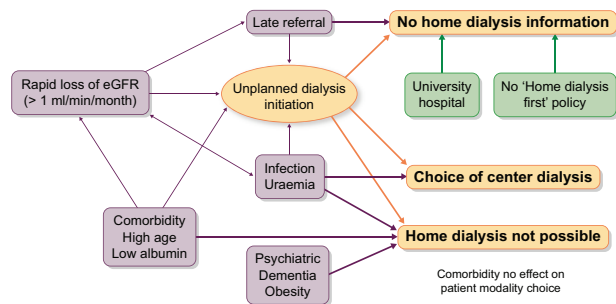 Late referral
No home dialysis information
Rapid loss of eGFR
(> 1 ml/min/month)
Unplanned dialysis
initiation
University
hospital
No ‘Home dialysis
first’ policy
Infection
Uraemia
Choice of center dialysis
Comorbidity
High age
Low albumin
Home dialysis not possible
Psychiatric
Dementia
Obesity
Comorbidity no effect on
patient modality choice